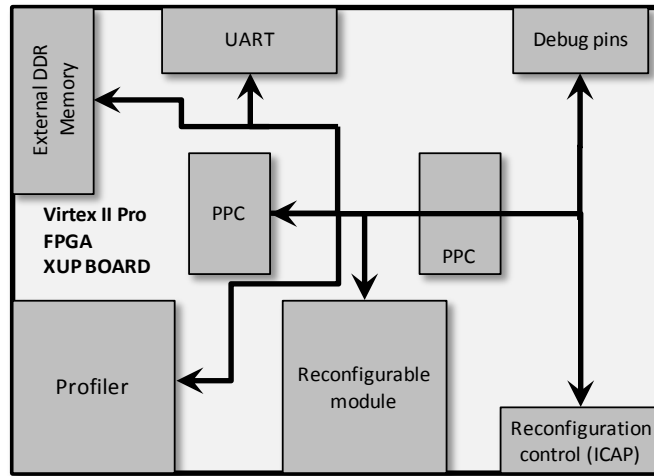 UART
Debug pins
External DDR
Memory
PPC
PPC
Virtex II Pro
FPGA
XUP BOARD
Profiler
Reconfigurable
module
Reconfiguration
control (ICAP)